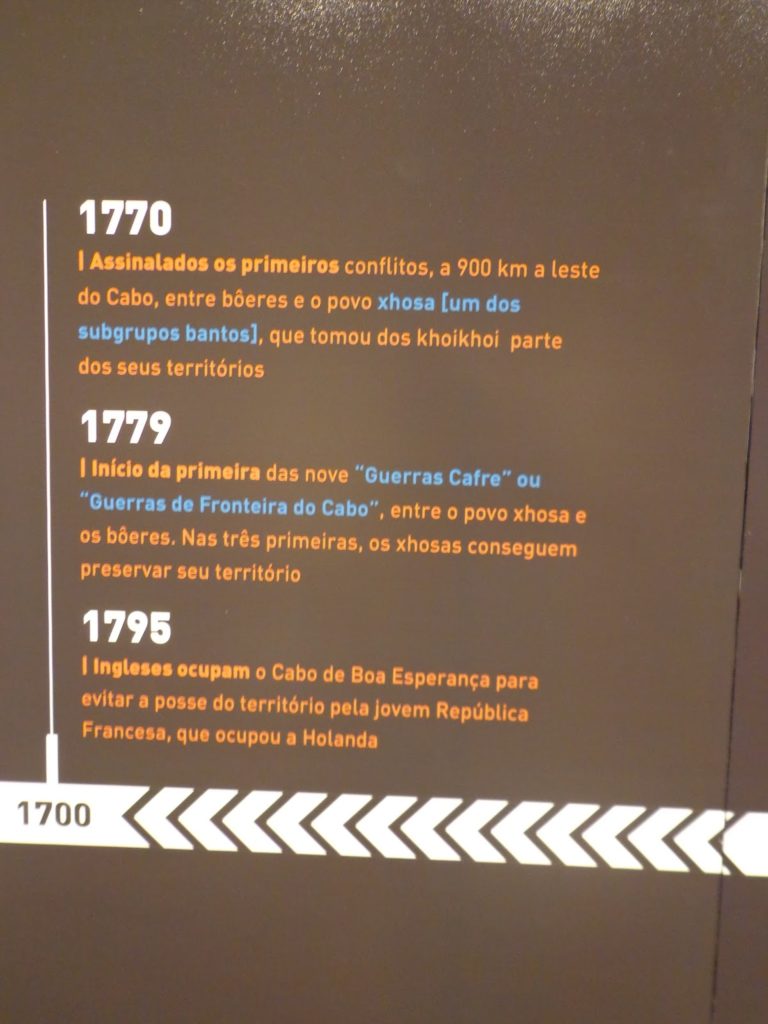 1770
| Assinalados os primeiros conflitos, a 900 km a leste
do Cabo, entre bôeres e o povo xhosa [um dos
subgrupos bantos], que tomou dos khoikhoi parte
dos seus territórios
1779
| Início da primeira das nove “Guerras Cafre” ou
“Guerras de Fronteira do Cabo”, entre o povo xhosa e
os bôeres. Nas três primeiras, os xhosas conseguem
preservar seu território
1795
| Ingleses ocupam o Cabo de Boa Esperança para
evitar a posse do território pela jovem República
Francesa, que ocupou a Holanda
1700